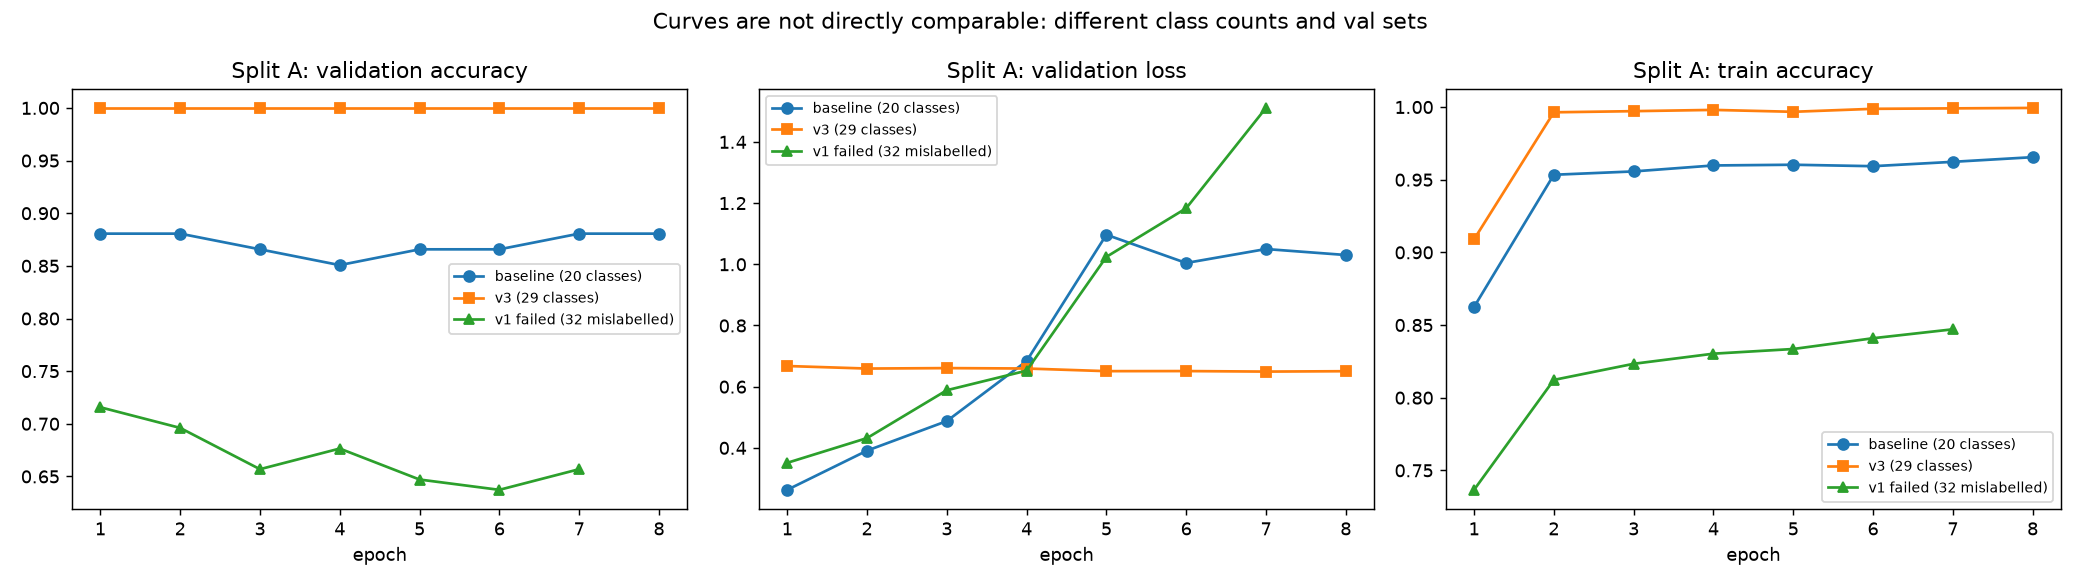 Curves are not directly comparable: different class counts and val sets
Split A: validation accuracy
1.00
0.95
0.90
0.85
0.80
0.75
0.70
0.65
baseline (20 classes)
v3 (29 classes)
v1 failed (32 mislabelled)
1 2 3 4 5 6 7 8
epoch
Split A: validation loss
baseline (20 classes)
v3 (29 classes)
v1 failed (32 mislabelled)
1.4
1.2
1.0
0.8
0.6
0.4
1 2 3 4 5 6 7 8
epoch
Split A: train accuracy
1.00
0.95
0.90
0.85
0.80
0.75
baseline (20 classes)
v3 (29 classes)
v1 failed (32 mislabelled)
1 2 3 4 5 6 7 8
epoch